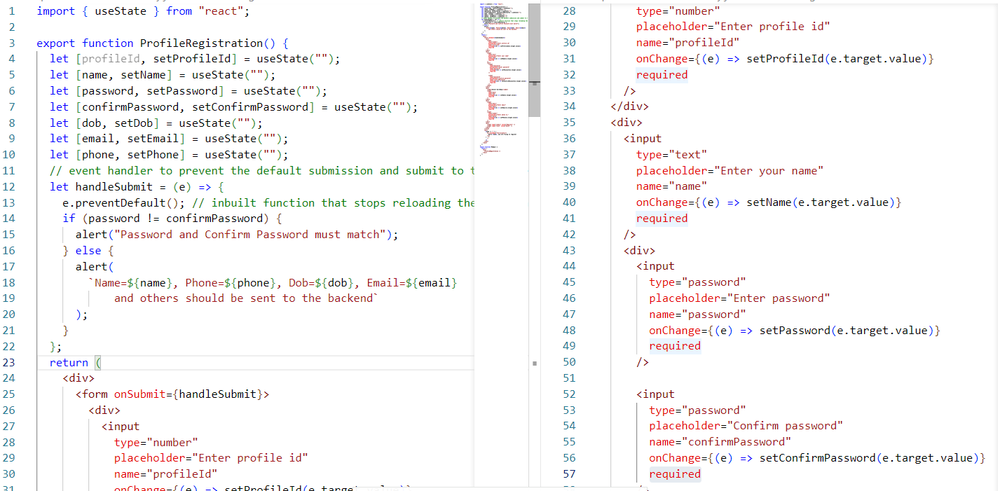 1 import { useState } from "react";
2
3 export function ProfileRegistration() {
4 let [profileId, setProfileId] = useState("");
5 let [name, setName] = useState("");
6 let [password, setPassword] = useState("");
7 let [confirmPassword, setConfirmPassword] = useState("");
8 let [dob, setDob] = useState("");
9 let [email, setEmail] = useState("");
10 let [phone, setPhone] = useState("");
11 // event handler to prevent the default submission and submit to
12 let handleSubmit = (e) => {
13 e.preventDefault(); // inbuilt function that stops reloading the
14 if (password != confirmPassword) {
15 alert("Password and Confirm Password must match");
16 } else {
17 alert(
18 `Name=${name}, Phone=${phone}, Dob=${dob}, Email=${email}
19 and others should be sent to the backend`
20 );
21 }
22 };
23 return (
24 <div>
25 <form onSubmit={handleSubmit}>
26 <div>
27 <input
28 type="number"
29 placeholder="Enter profile id"
30 name="profileId"
31 onChange={(e) => setProfileId(e.target.value)}
28 type="number"
29 placeholder="Enter profile id"
30 name="profileId"
31 onChange={(e) => setProfileId(e.target.value)}
32 required
33 />
34 </div>
35 <div>
36 <input
37 type="text"
38 placeholder="Enter your name"
39 name="name"
40 onChange={(e) => setName(e.target.value)}
41 required
42 />
43 <div>
44 <input
45 type="password"
46 placeholder="Enter password"
47 name="password"
48 onChange={(e) => setPassword(e.target.value)}
49 required
50 />
51
52 <input
53 type="password"
54 placeholder="Confirm password"
55 name="confirmPassword"
56 onChange={(e) => setConfirmPassword(e.target.value)}
57 required